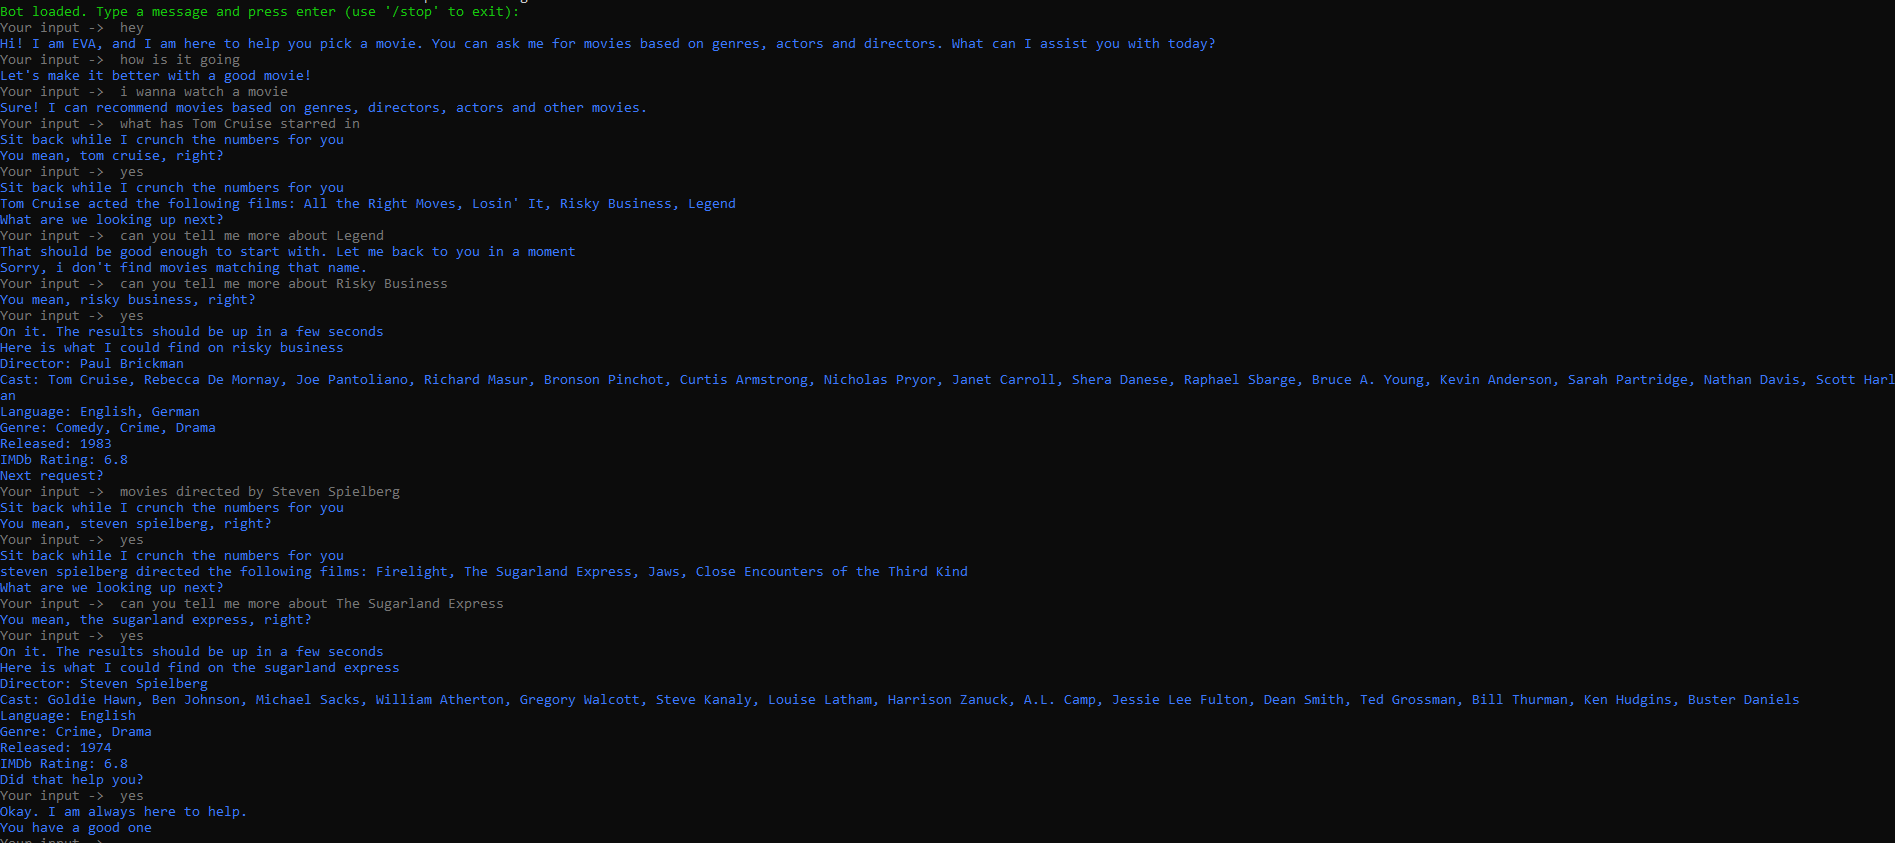 Bot loaded. Type a message and press enter (use '/stop' to exit):
Your input ->  hey
Hi! I am EVA, and I am here to help you pick a movie. You can ask me for movies based on genres, actors and directors. What can I assist you with today?
Your input ->  how is it going
Let's make it better with a good movie!
Your input ->  i wanna watch a movie
Sure! I can recommend movies based on genres, directors, actors and other movies.
Your input ->  what has Tom Cruise starred in
Sit back while I crunch the numbers for you
You mean, tom cruise, right?
Your input ->  yes
Sit back while I crunch the numbers for you
Tom Cruise acted the following films: All the Right Moves, Losin' It, Risky Business, Legend
What are we looking up next?
Your input ->  can you tell me more about Legend
That should be good enough to start with. Let me back to you in a moment
Sorry, i don't find movies matching that name.
Your input ->  can you tell me more about Risky Business
You mean, risky business, right?
Your input ->  yes
On it. The results should be up in a few seconds
Here is what I could find on risky business
Director: Paul Brickman
Cast: Tom Cruise, Rebecca De Mornay, Joe Pantoliano, Richard Masur, Bronson Pinchot, Curtis Armstrong, Nicholas Pryor, Janet Carroll, Shera Danese, Raphael Sbarge, Bruce A. Young, Kevin Anderson, Sarah Partridge, Nathan Davis, Scott Harl
an
Language: English, German
Genre: Comedy, Crime, Drama
Released: 1983
IMDb Rating: 6.8
Next request?
Your input ->  movies directed by Steven Spielberg
Sit back while I crunch the numbers for you
You mean, steven spielberg, right?
Your input ->  yes
Sit back while I crunch the numbers for you
steven spielberg directed the following films: Firelight, The Sugarland Express, Jaws, Close Encounters of the Third Kind
What are we looking up next?
Your input ->  can you tell me more about The Sugarland Express
You mean, the sugarland express, right?
Your input ->  yes
On it. The results should be up in a few seconds
Here is what I could find on the sugarland express
Director: Steven Spielberg
Cast: Goldie Hawn, Ben Johnson, Michael Sacks, William Atherton, Gregory Walcott, Steve Kanaly, Louise Latham, Harrison Zanuck, A.L. Camp, Jessie Lee Fulton, Dean Smith, Ted Grossman, Bill Thurman, Ken Hudgins, Buster Daniels
Language: English
Genre: Crime, Drama
Released: 1974
IMDb Rating: 6.8
Did that help you?
Your input ->  yes
Okay. I am always here to help.
You have a good one
Your input ->